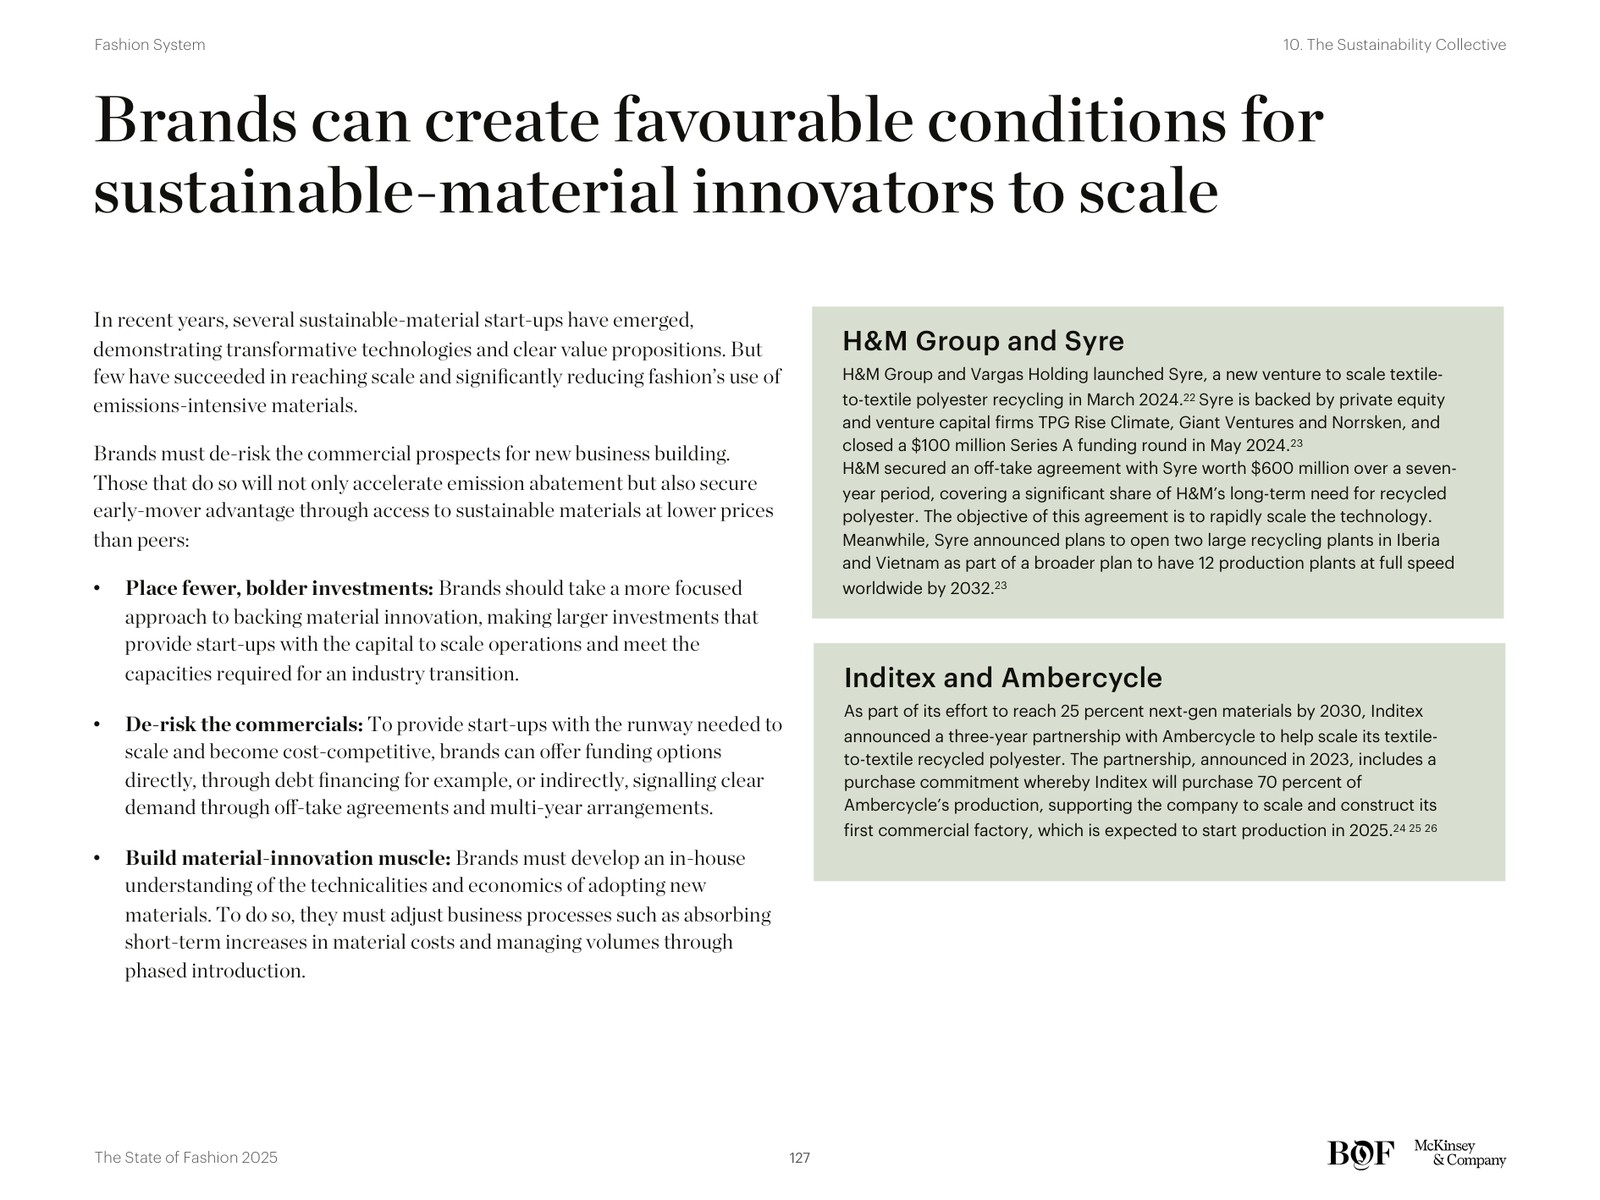 Fashion System
10. The Sustainability Collective
Brands can create favourable conditions for
sustainable-material innovators to scale
In recent years, several sustainable-material start-ups have emerged,
demonstrating transformative technologies and clear value propositions. But
few have succeeded in reaching scale and significantly reducing fashion’s use of
emissions-intensive materials.
Brands must de-risk the commercial prospects for new business building.
Those that do so will not only accelerate emission abatement but also secure
early-mover advantage through access to sustainable materials at lower prices
than peers:
• Place fewer, bolder investments: Brands should take a more focused
approach to backing material innovation, making larger investments that
provide start-ups with the capital to scale operations and meet the
capacities required for an industry transition.
• De-risk the commercials: To provide start-ups with the runway needed to
scale and become cost-competitive, brands can offer funding options
directly, through debt financing for example, or indirectly, signalling clear
demand through off-take agreements and multi-year arrangements.
• Build material-innovation muscle: Brands must develop an in-house
understanding of the technicalities and economics of adopting new
materials. To do so, they must adjust business processes such as absorbing
short-term increases in material costs and managing volumes through
phased introduction.
H&M Group and Syre
H&M Group and Vargas Holding launched Syre, a new venture to scale textile-
to-textile polyester recycling in March 2024.22 Syre is backed by private equity
and venture capital firms TPG Rise Climate, Giant Ventures and Norrsken, and
closed a $100 million Series A funding round in May 2024.23
H&M secured an off-take agreement with Syre worth $600 million over a seven-
year period, covering a significant share of H&M’s long-term need for recycled
polyester. The objective of this agreement is to rapidly scale the technology.
Meanwhile, Syre announced plans to open two large recycling plants in Iberia
and Vietnam as part of a broader plan to have 12 production plants at full speed
worldwide by 2032.23
Inditex and Ambercycle
As part of its effort to reach 25 percent next-gen materials by 2030, Inditex
announced a three-year partnership with Ambercycle to help scale its textile-
to-textile recycled polyester. The partnership, announced in 2023, includes a
purchase commitment whereby Inditex will purchase 70 percent of
Ambercycle’s production, supporting the company to scale and construct its
first commercial factory, which is expected to start production in 2025.24 25 26
The State of Fashion 2025
127
BOF
McKinsey
& Company